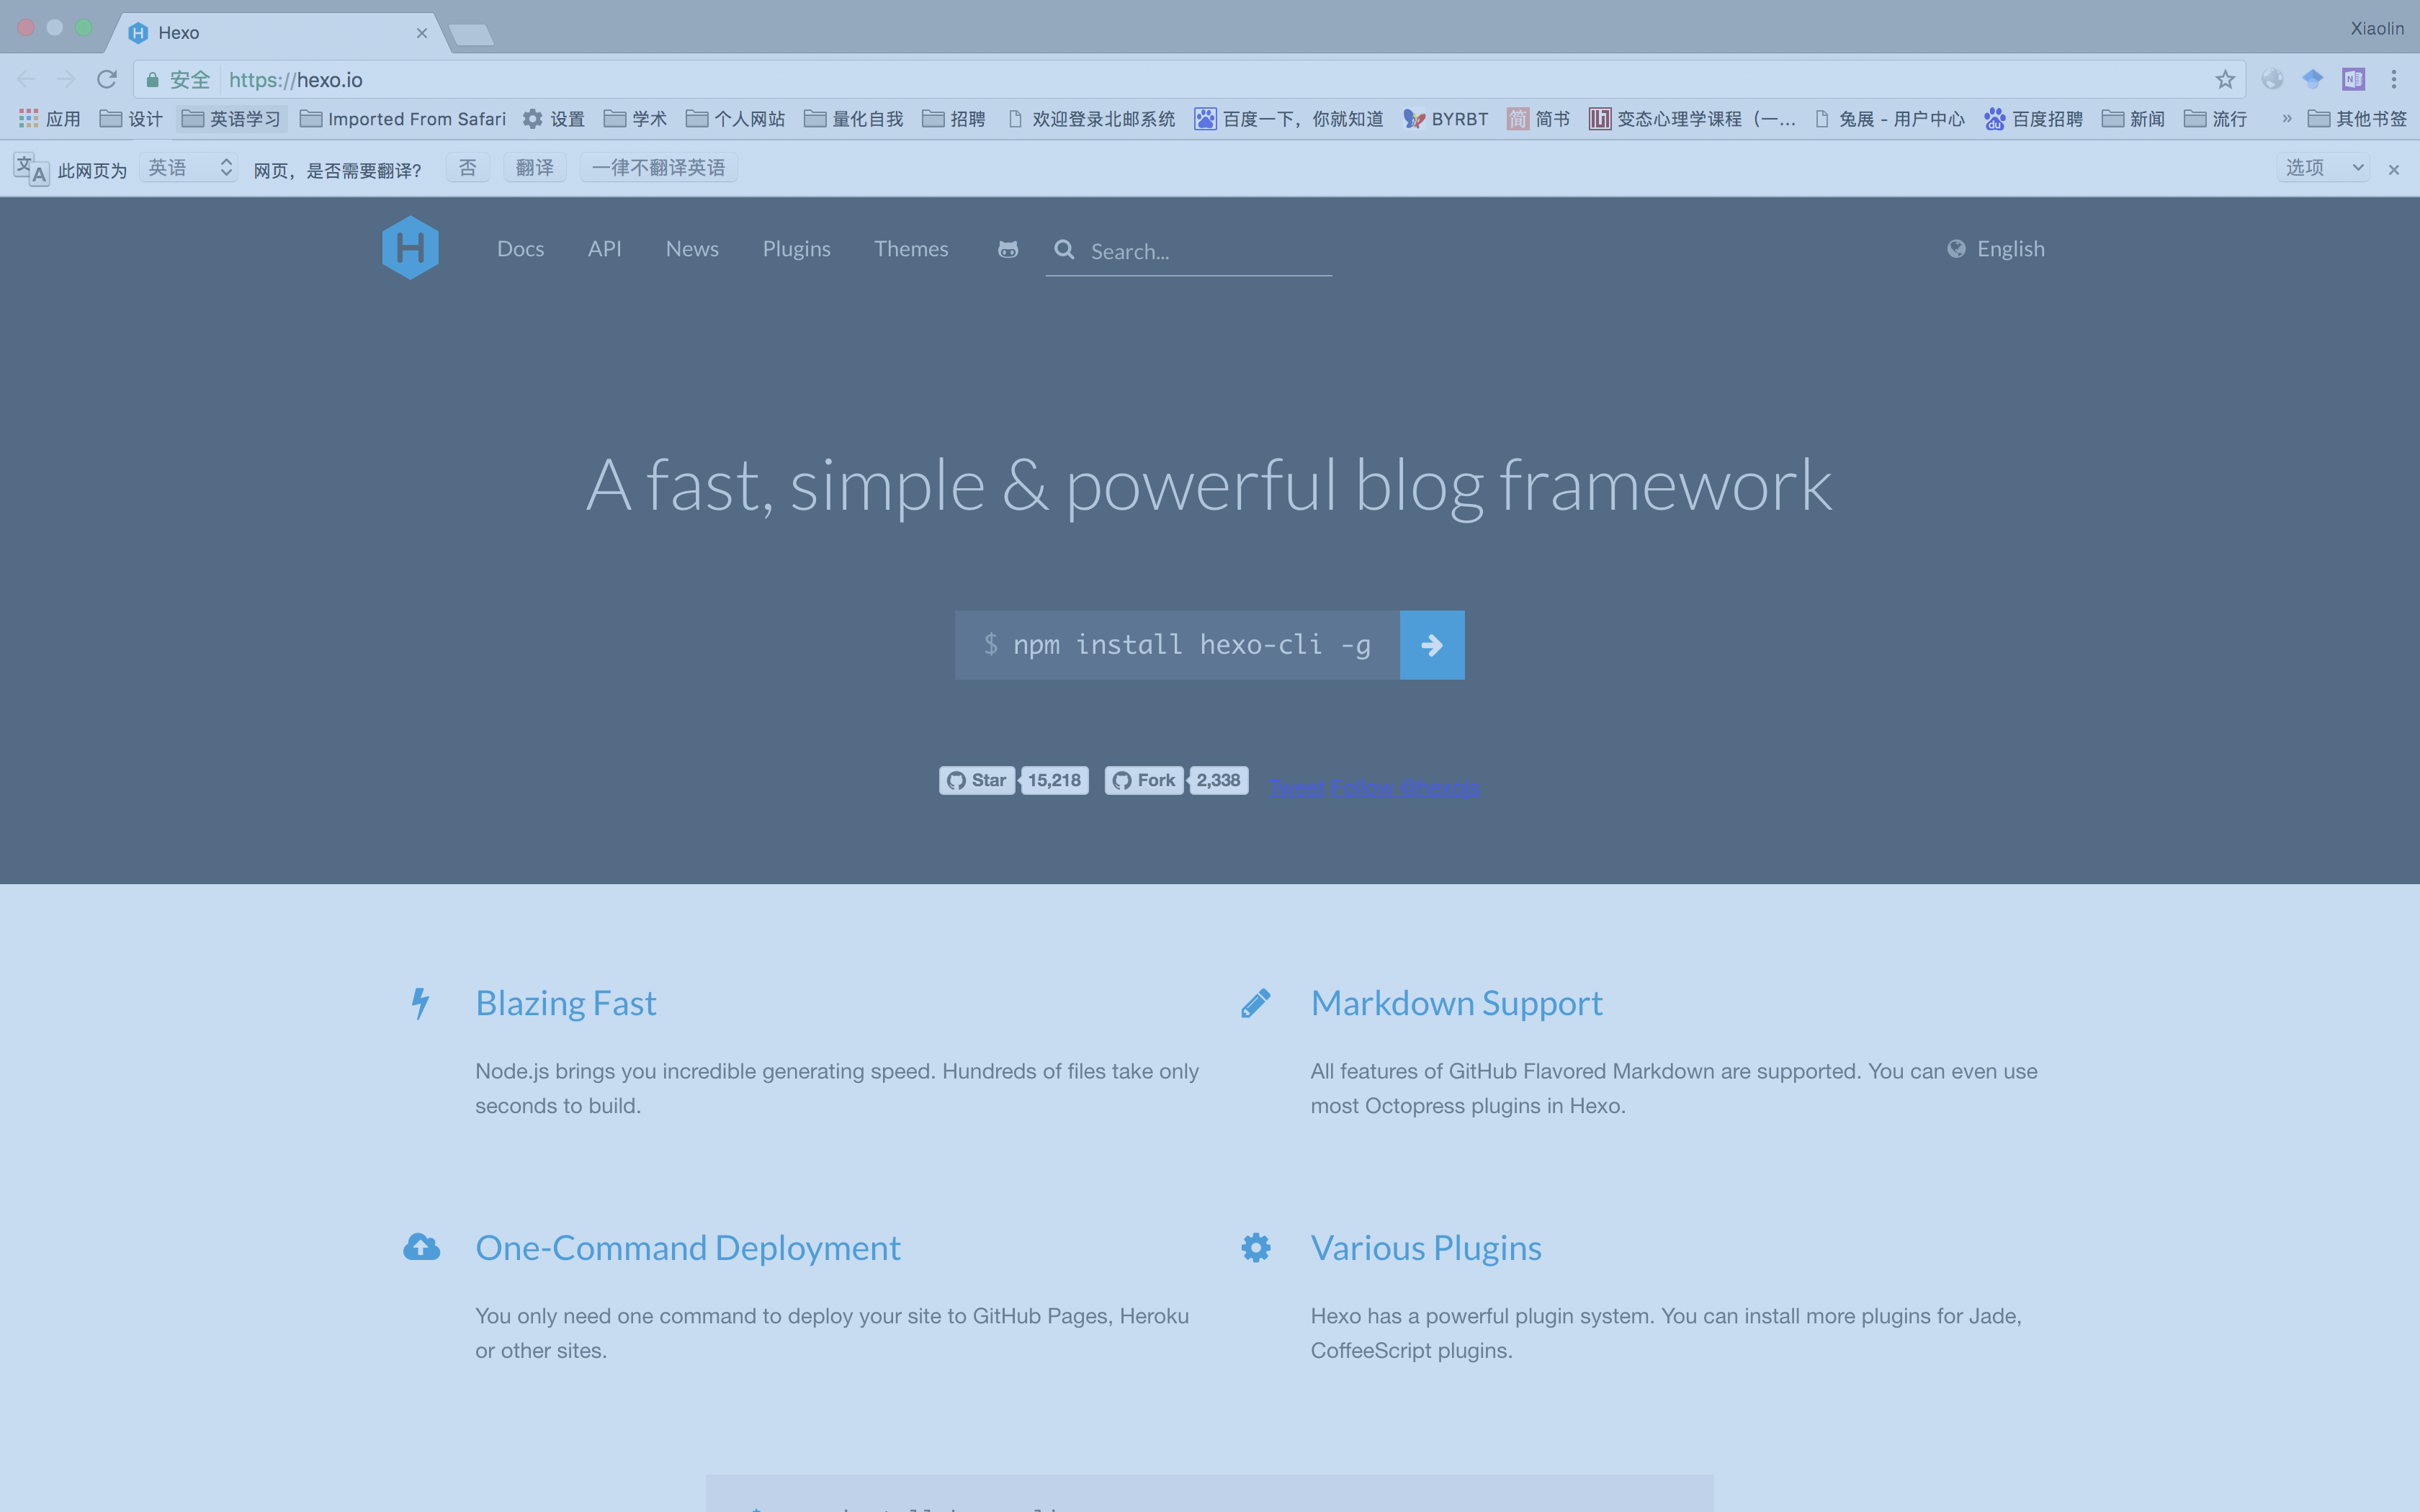 Hexo
Xiaolin
安全 https://hexo.io
应用 设计 英语学习 Imported From Safari 设置 学术 个人网站 量化自我 招聘 欢迎登录北邮系统 百度一下，你就知道 BYRBT 简 简书 变态心理学课程（一... 兔展 - 用户中心 百度招聘 新闻 流行 » 其他书签
此网页为 英语 网页，是否需要翻译? 否 翻译 一律不翻译英语 选项
Docs API News Plugins Themes Search... English
A fast, simple & powerful blog framework
$ npm install hexo-cli -g
Star 15,218 Fork 2,338 Tweet Follow @hexojs
Blazing Fast
Node.js brings you incredible generating speed. Hundreds of files take only
seconds to build.
Markdown Support
All features of GitHub Flavored Markdown are supported. You can even use
most Octopress plugins in Hexo.
One-Command Deployment
You only need one command to deploy your site to GitHub Pages, Heroku
or other sites.
Various Plugins
Hexo has a powerful plugin system. You can install more plugins for Jade,
CoffeeScript plugins.